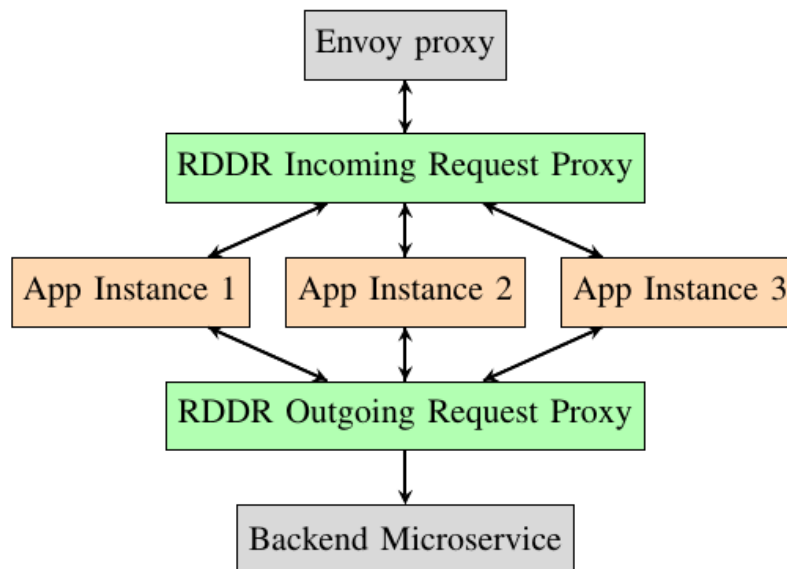 Envoy proxy
RDDR Incoming Request Proxy
App Instance 1
App Instance 2
App Instance 3
RDDR Outgoing Request Proxy
Backend Microservice